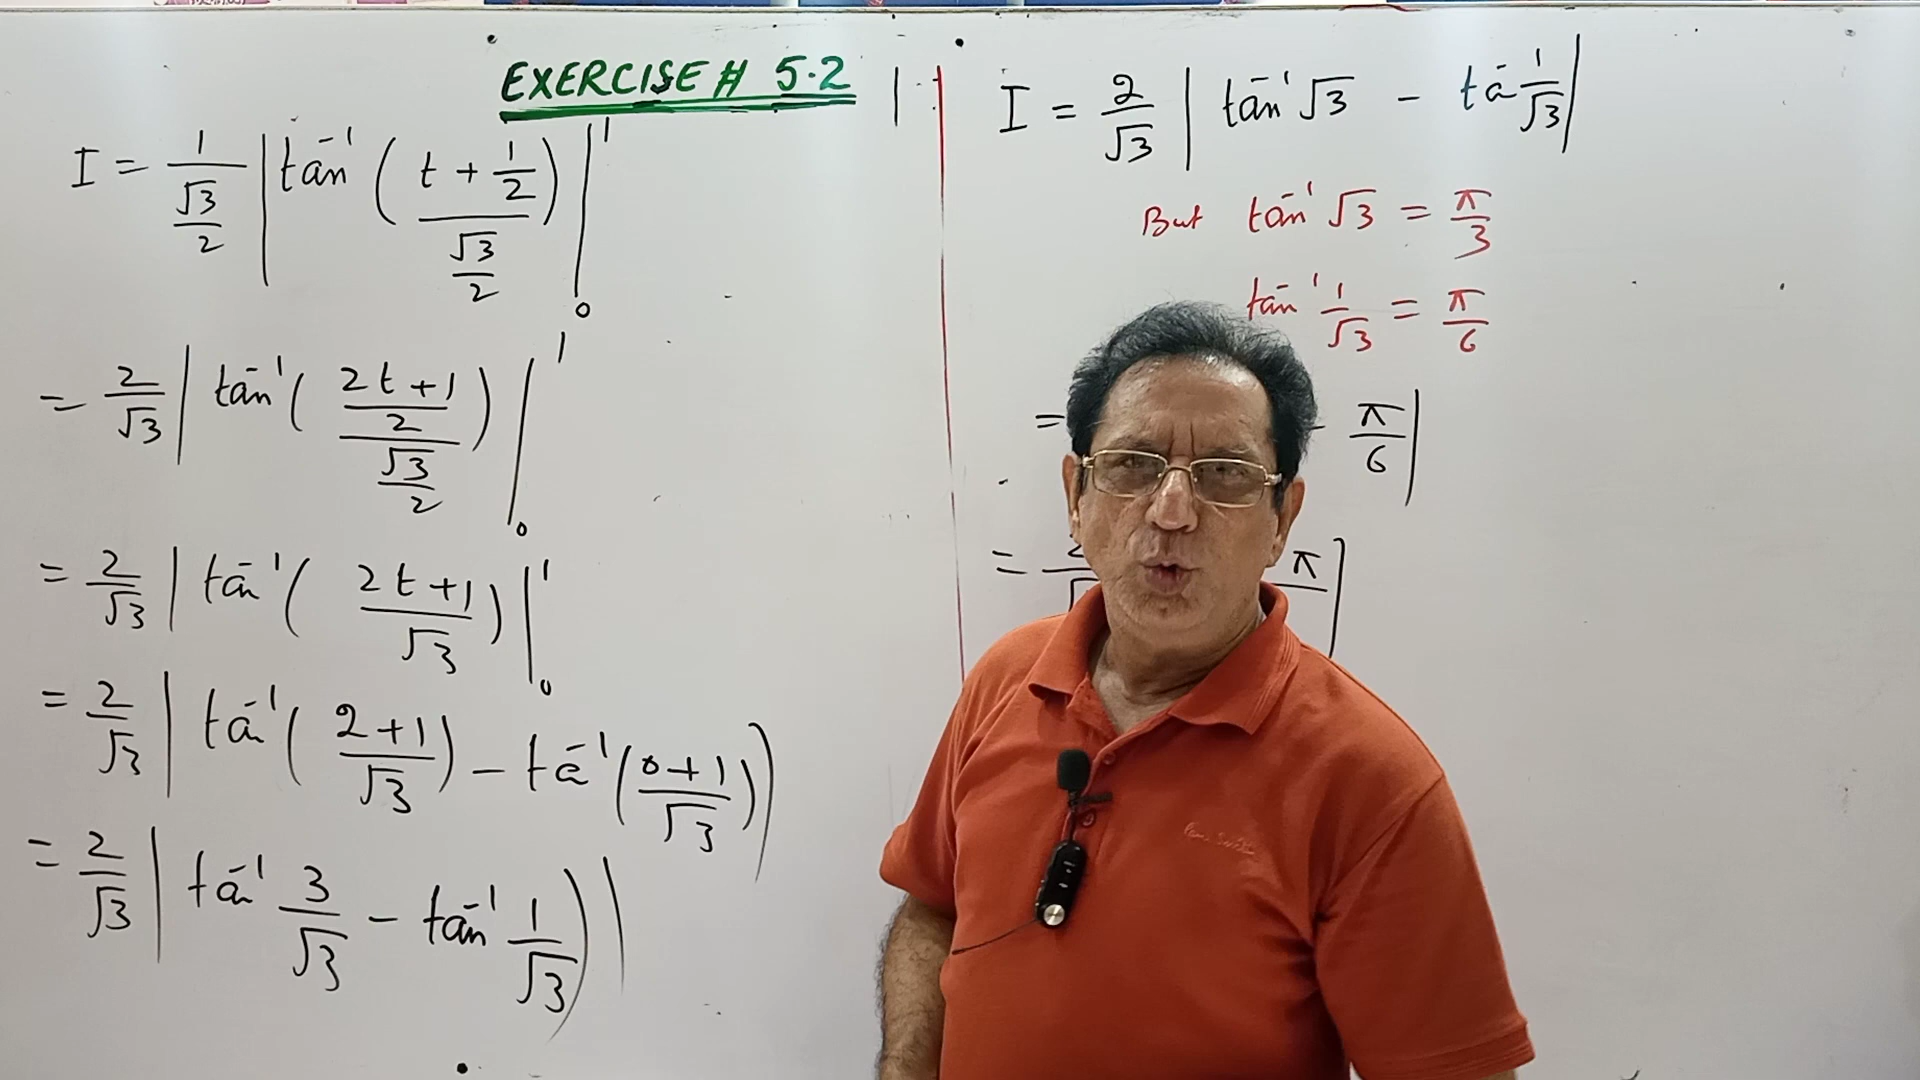 EXERCISE # 5.2
I = 1/(√3/2) | tan⁻¹ ( (t + 1/2)/(√3/2) ) |₀¹
= 2/√3 | tan⁻¹ ( ((2t+1)/2)/(√3/2) ) |₀¹
= 2/√3 | tan⁻¹ ( (2t+1)/√3 ) |₀¹
= 2/√3 | tan⁻¹ ( (2+1)/√3 ) − tan⁻¹ ( (0+1)/√3 ) )
= 2/√3 | tan⁻¹ 3/√3 − tan⁻¹ 1/√3 ) |
I = 2/√3 | tan⁻¹ √3 − tan⁻ 1/√3 |
But tan⁻¹ √3 = π/3
tan⁻¹ 1/√3 = π/6
= − π/6 |
= π ]